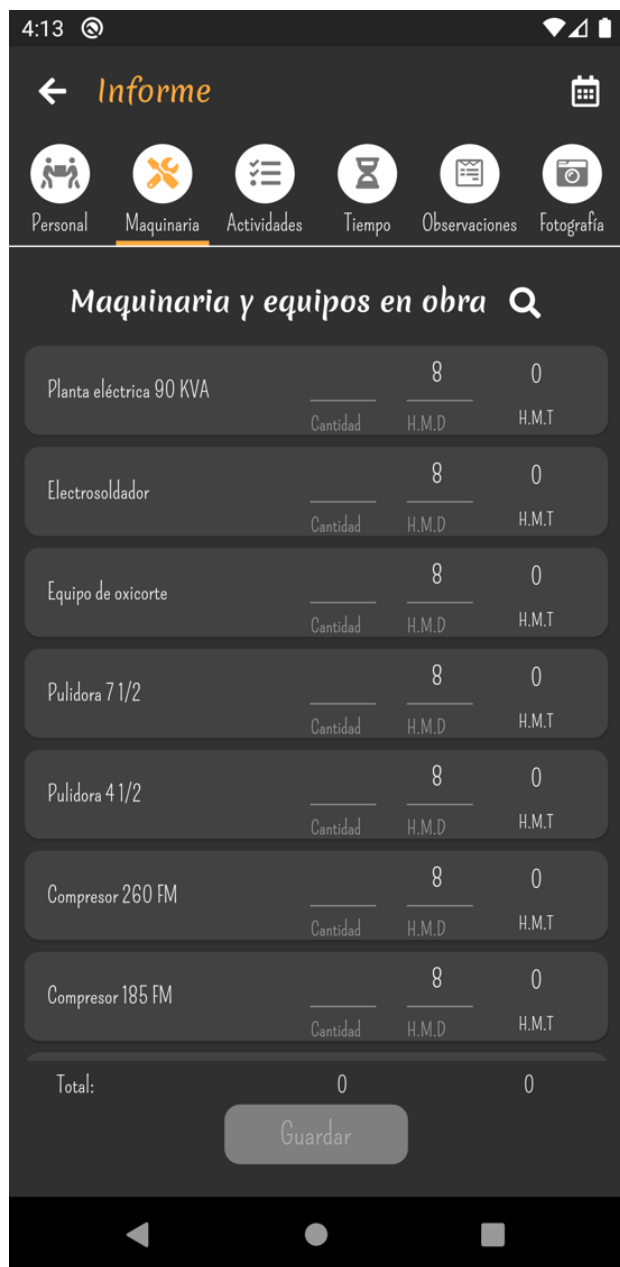 4:13
Informe
Personal Maquinaria Actividades Tiempo Observaciones Fotografía
Maquinaria y equipos en obra
8 0
Planta eléctrica 90 KVA
Cantidad H.M.D H.M.T
8 0
Electrosoldador
Cantidad H.M.D H.M.T
8 0
Equipo de oxicorte
Cantidad H.M.D H.M.T
8 0
Pulidora 7 1/2
Cantidad H.M.D H.M.T
8 0
Pulidora 4 1/2
Cantidad H.M.D H.M.T
8 0
Compresor 260 FM
Cantidad H.M.D H.M.T
8 0
Compresor 185 FM
Cantidad H.M.D H.M.T
Total: 0 0
Guardar